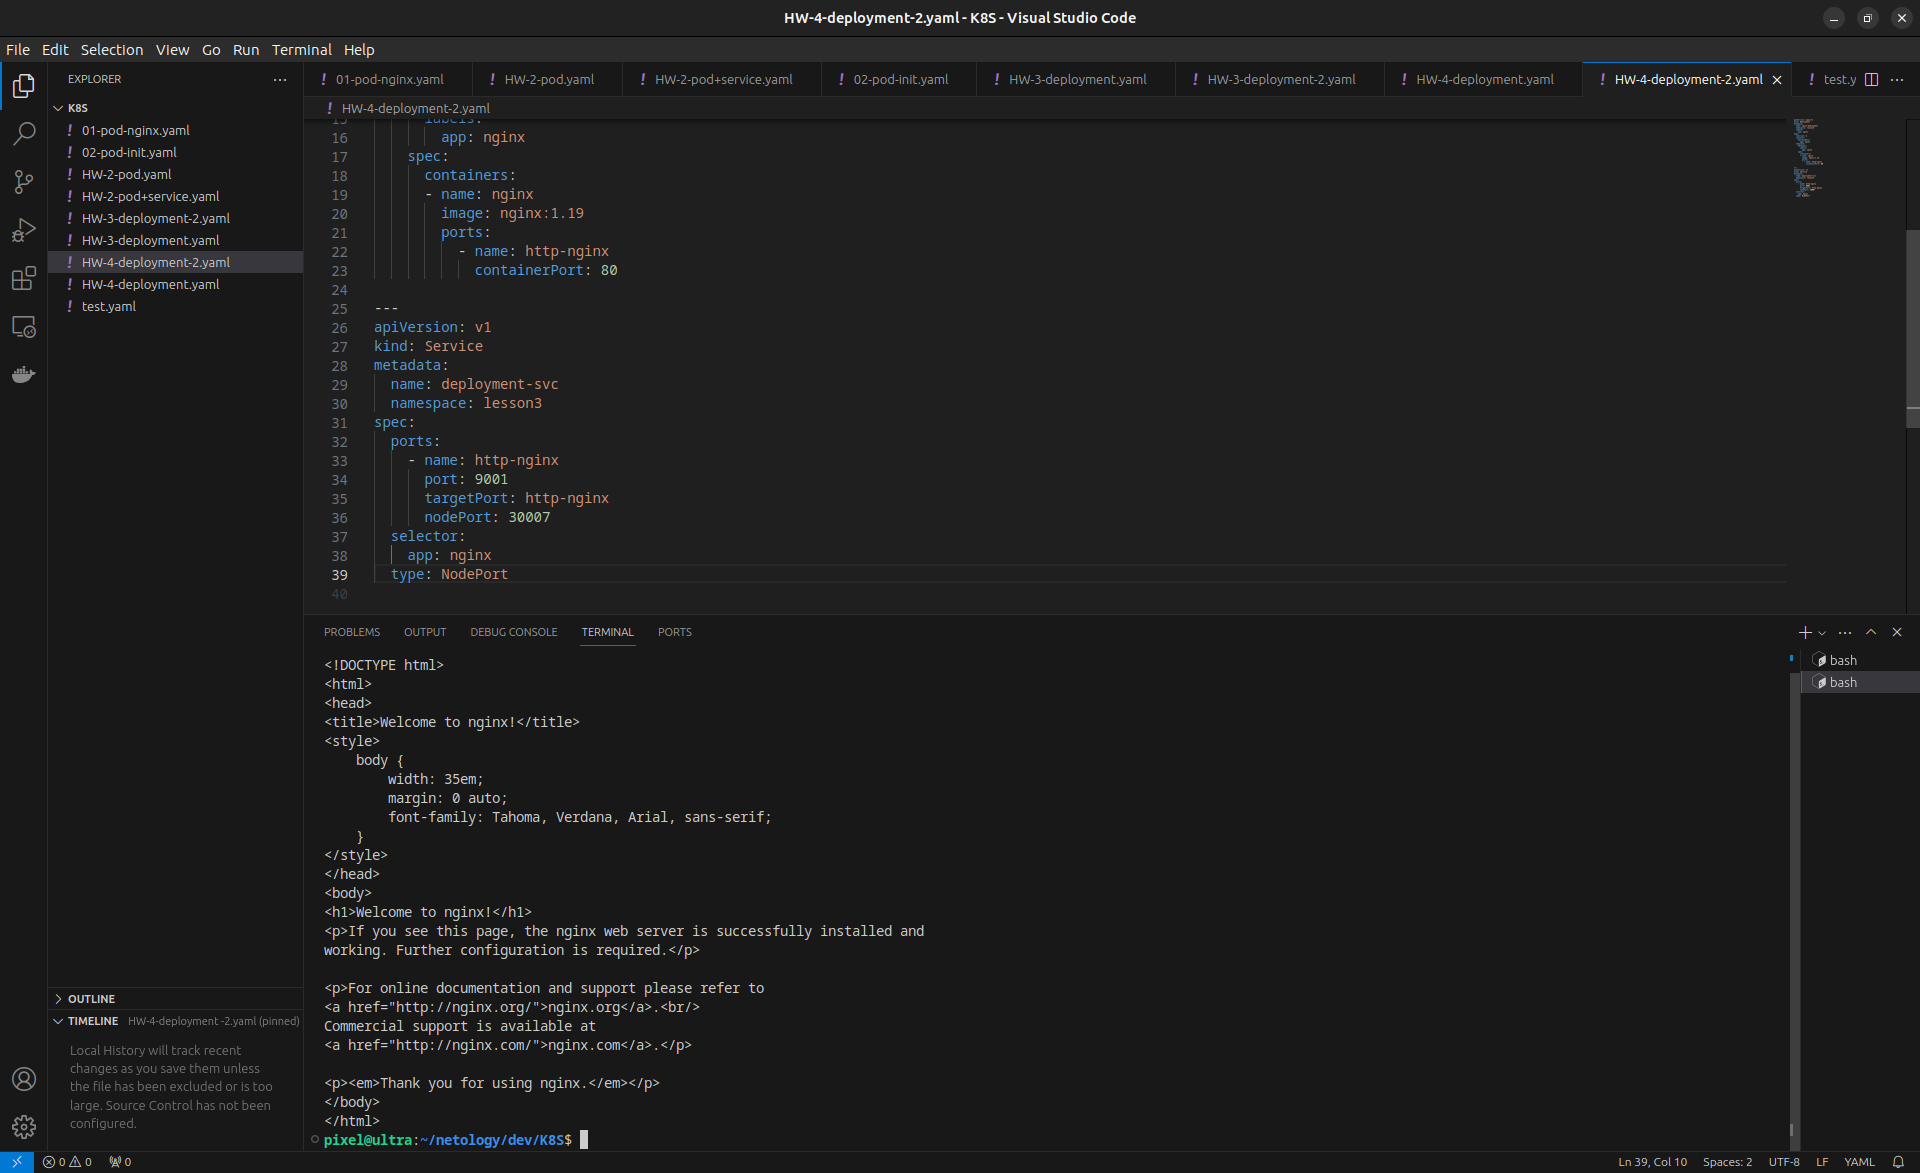 HW-4-deployment-2.yaml - K8S - Visual Studio Code
File Edit Selection View Go Run Terminal Help
EXPLORER
K8S
! 01-pod-nginx.yaml
! 02-pod-init.yaml
! HW-2-pod.yaml
! HW-2-pod+service.yaml
! HW-3-deployment-2.yaml
! HW-3-deployment.yaml
! HW-4-deployment-2.yaml
! HW-4-deployment.yaml
! test.yaml
OUTLINE
TIMELINE HW-4-deployment -2.yaml (pinned)
Local History will track recent
changes as you save them unless
the file has been excluded or is too
large. Source Control has not been
configured.
! 01-pod-nginx.yaml ! HW-2-pod.yaml ! HW-2-pod+service.yaml ! 02-pod-init.yaml ! HW-3-deployment.yaml ! HW-3-deployment-2.yaml ! HW-4-deployment.yaml ! HW-4-deployment-2.yaml ! test.y
! HW-4-deployment-2.yaml
15 labels:
16 app: nginx
17 spec:
18 containers:
19 - name: nginx
20 image: nginx:1.19
21 ports:
22 - name: http-nginx
23 containerPort: 80
24
25 ---
26 apiVersion: v1
27 kind: Service
28 metadata:
29 name: deployment-svc
30 namespace: lesson3
31 spec:
32 ports:
33 - name: http-nginx
34 port: 9001
35 targetPort: http-nginx
36 nodePort: 30007
37 selector:
38 app: nginx
39 type: NodePort
40
PROBLEMS OUTPUT DEBUG CONSOLE TERMINAL PORTS
bash
bash
<!DOCTYPE html>
<html>
<head>
<title>Welcome to nginx!</title>
<style>
body {
width: 35em;
margin: 0 auto;
font-family: Tahoma, Verdana, Arial, sans-serif;
}
</style>
</head>
<body>
<h1>Welcome to nginx!</h1>
<p>If you see this page, the nginx web server is successfully installed and
working. Further configuration is required.</p>
<p>For online documentation and support please refer to
<a href="http://nginx.org/">nginx.org</a>.<br/>
Commercial support is available at
<a href="http://nginx.com/">nginx.com</a>.</p>
<p><em>Thank you for using nginx.</em></p>
</body>
</html>
pixel@ultra:~/netology/dev/K8S$
0 0 0 Ln 39, Col 10 Spaces: 2 UTF-8 LF YAML